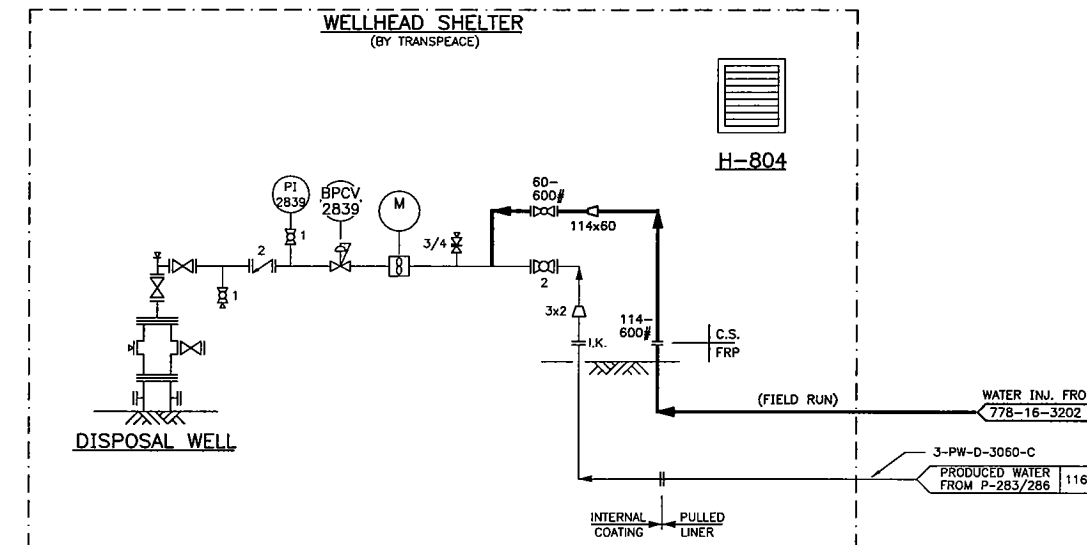 WELLHEAD SHELTER
(BY TRANSPEACE)
H-804
PI
2839
BPCV
2839
M
60-
600#
114x60
3/4
1
2
1
2
3x2
I.K.
114-
600#
C.S.
FRP
DISPOSAL WELL
(FIELD RUN)
WATER INJ. FRO
778-16-3202
3-PW-D-3060-C
PRODUCED WATER
FROM P-283/286
116
INTERNAL
COATING
PULLED
LINER